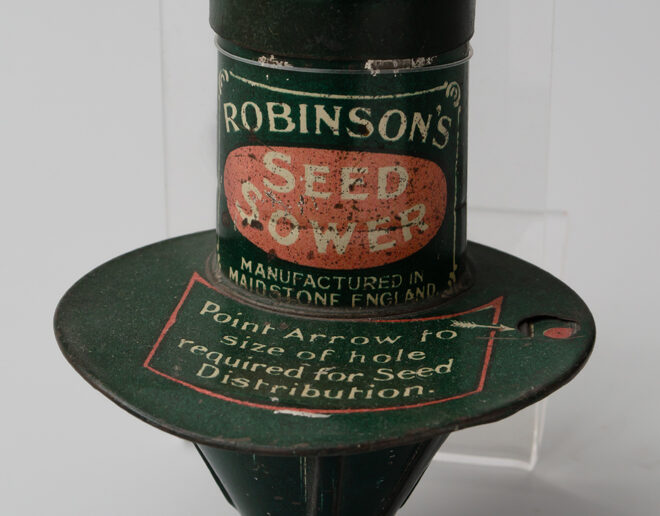 ROBINSON'S
SEED
SOWER
MANUFACTURED IN
MAIDSTONE ENGLAND
Point Arrow to
size of hole
required for Seed
Distribution.